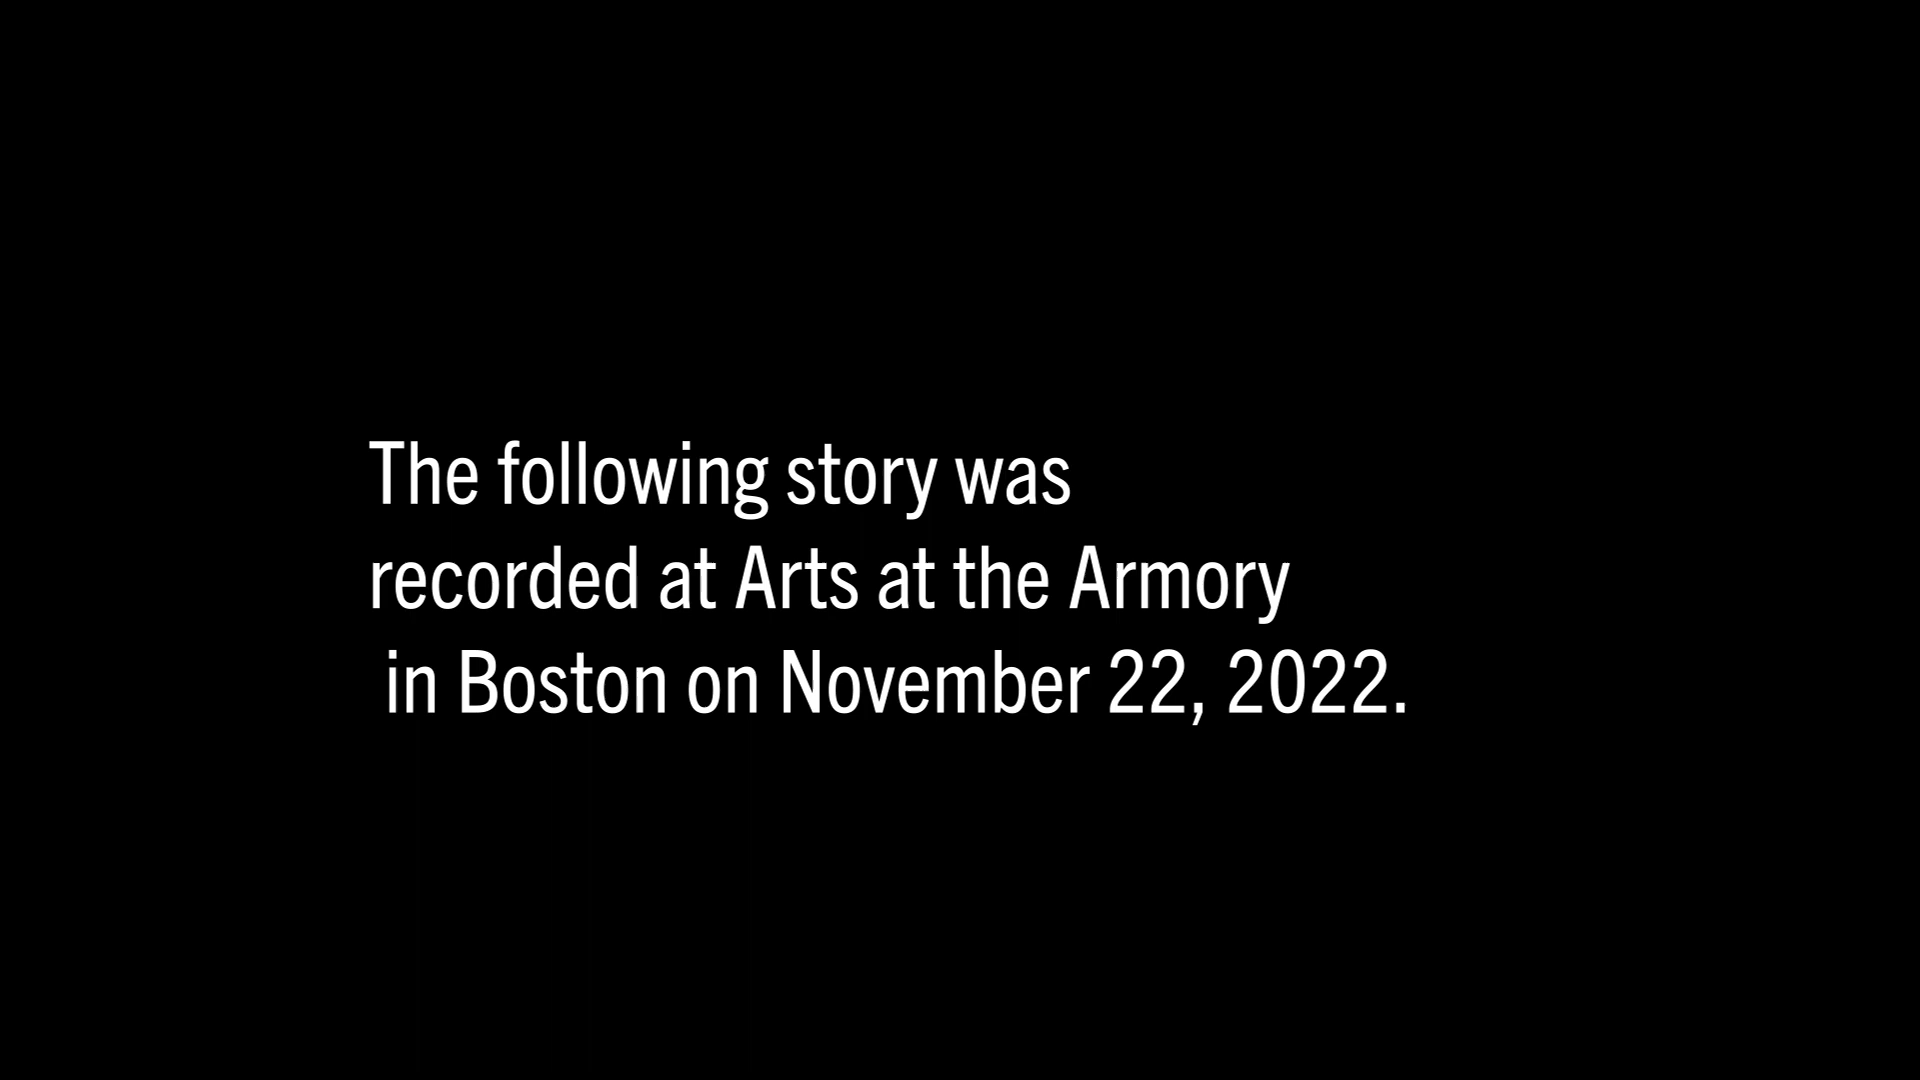 The following story was
recorded at Arts at the Armory
in Boston on November 22, 2022.